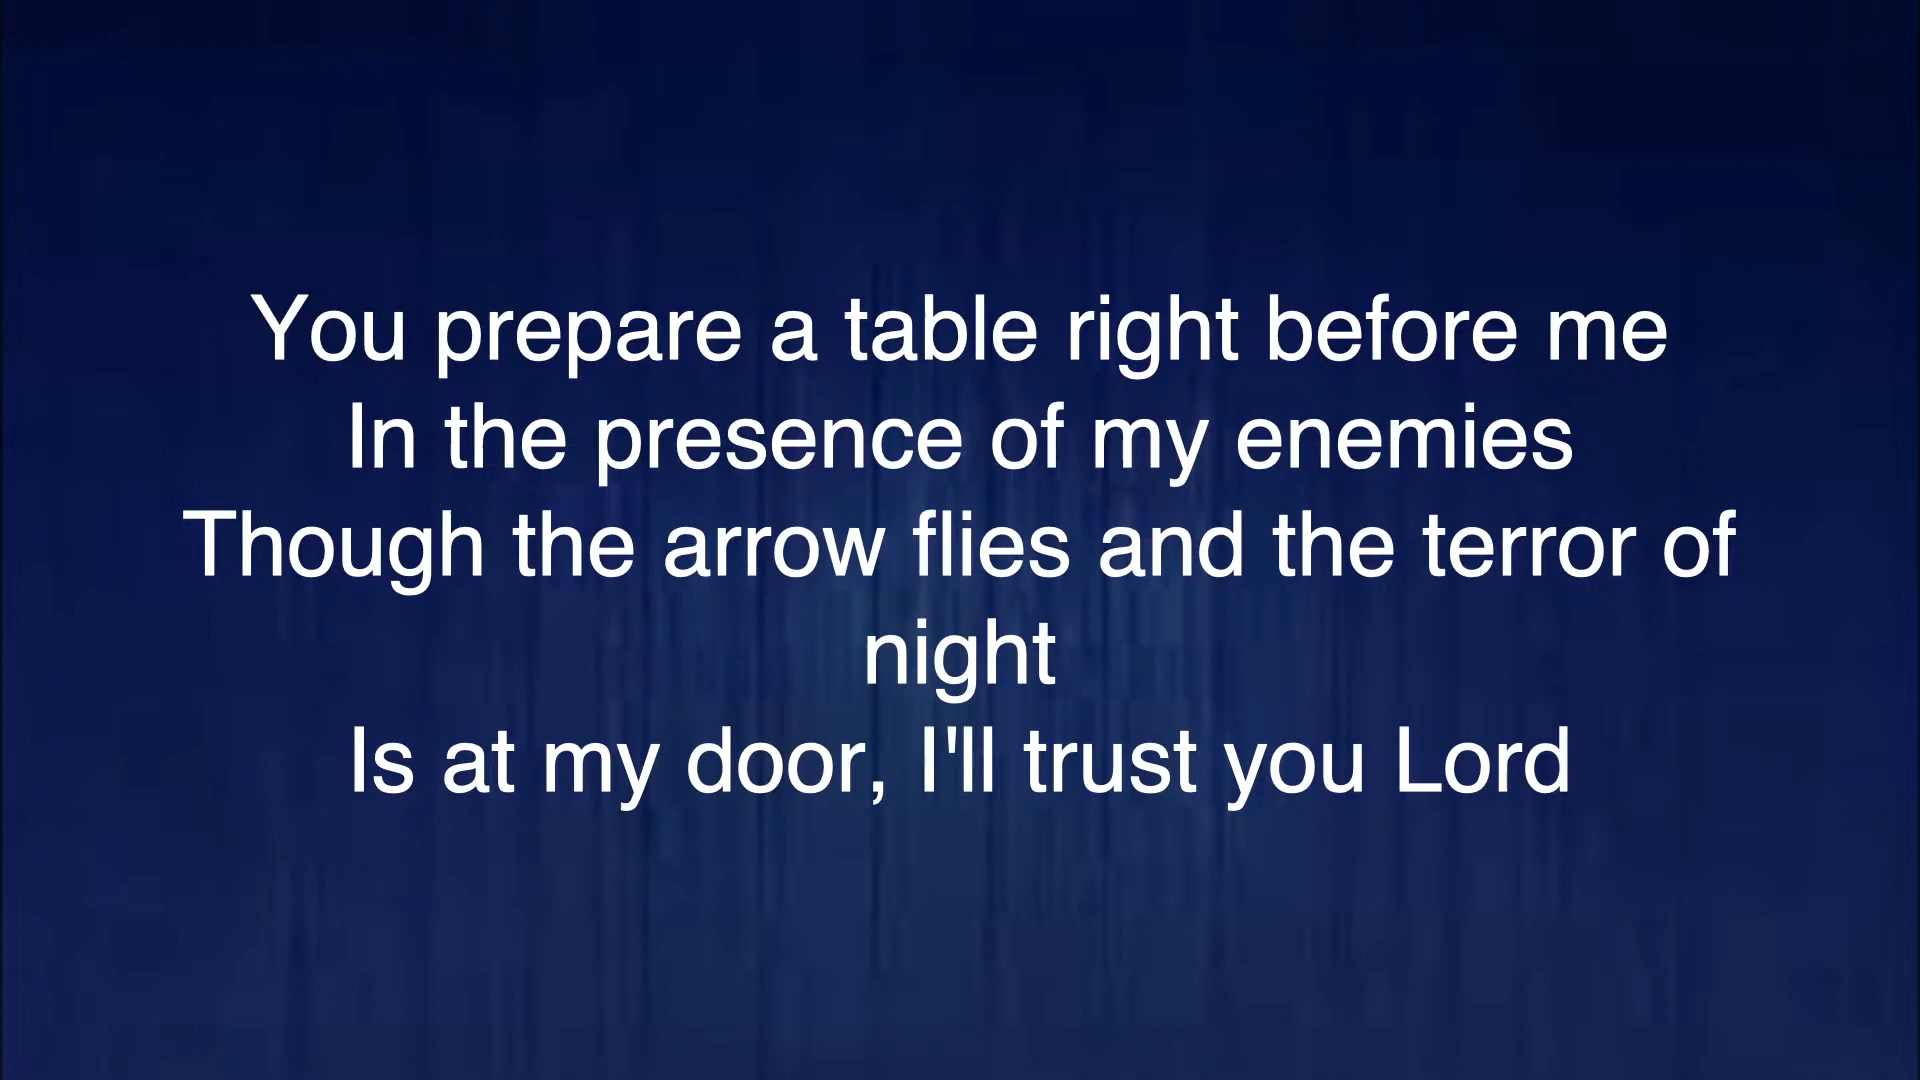 You prepare a table right before me
In the presence of my enemies
Though the arrow flies and the terror of
night
Is at my door, I'll trust you Lord